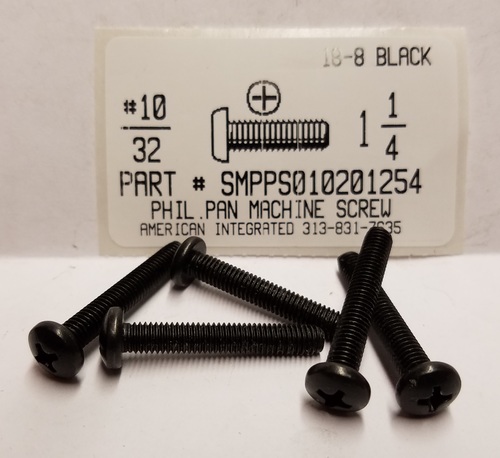 18-8 BLACK
#10
32
1 1/4
PART # SMPPS010201254
PHIL.PAN MACHINE SCREW
AMERICAN INTEGRATED 313-831-7635